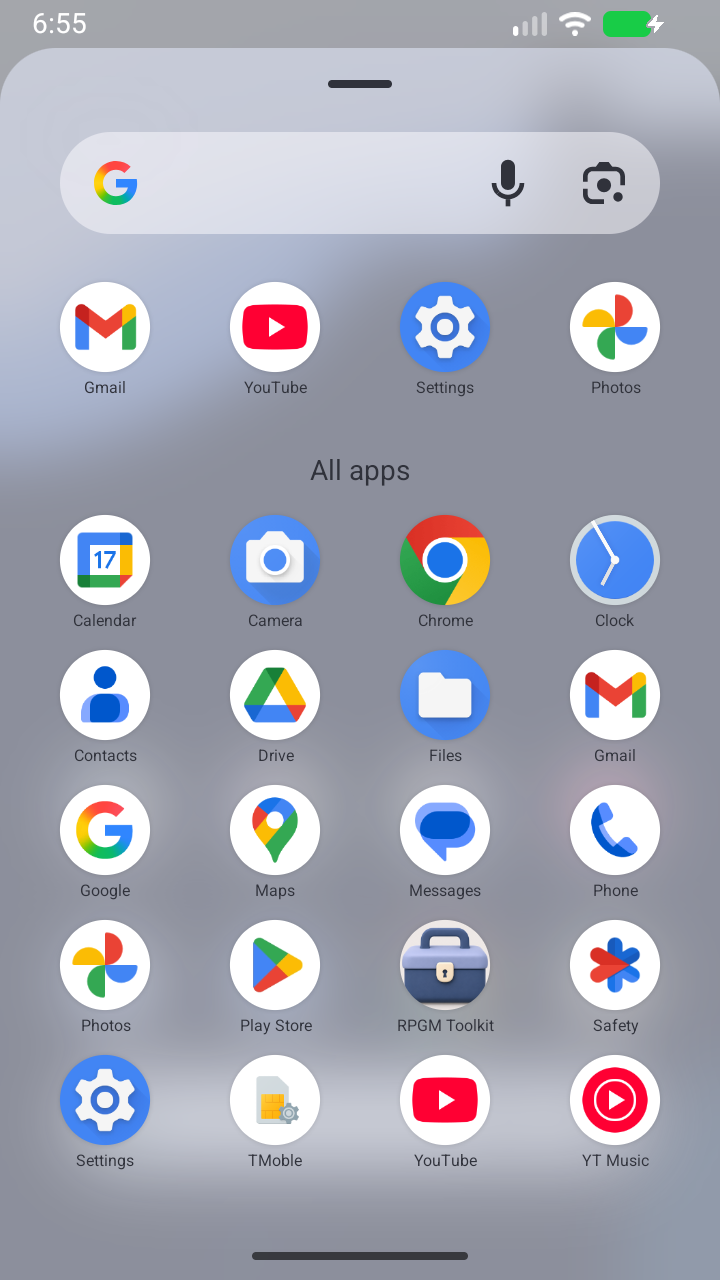 6:55
Gmail YouTube Settings Photos
All apps
17
Calendar Camera Chrome Clock
Contacts Drive Files Gmail
Google Maps Messages Phone
Photos Play Store RPGM Toolkit Safety
Settings TMoble YouTube YT Music